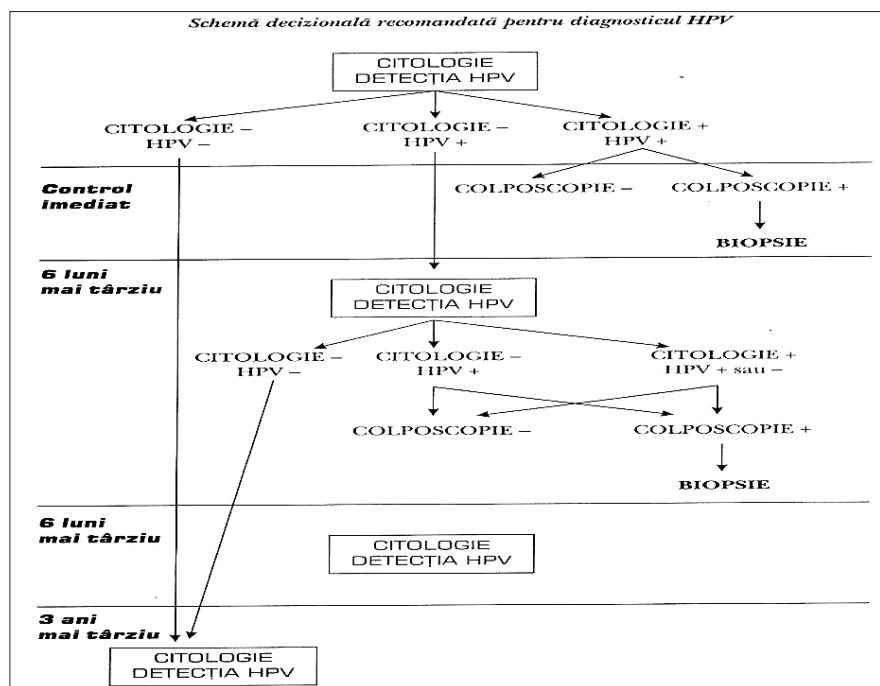 Schemă decizională recomandată pentru diagnosticul HPV
CITOLOGIE
DETECȚIA HPV
CITOLOGIE –
HPV –
CITOLOGIE –
HPV +
CITOLOGIE +
HPV +
Control
imediat
COLPOSCOPIE –
COLPOSCOPIE +
BIOPSIE
6 luni
mai târziu
CITOLOGIE
DETECȚIA HPV
CITOLOGIE –
HPV –
CITOLOGIE –
HPV +
CITOLOGIE +
HPV + sau –
COLPOSCOPIE –
COLPOSCOPIE +
BIOPSIE
6 luni
mai târziu
CITOLOGIE
DETECȚIA HPV
3 ani
mai târziu
CITOLOGIE
DETECȚIA HPV